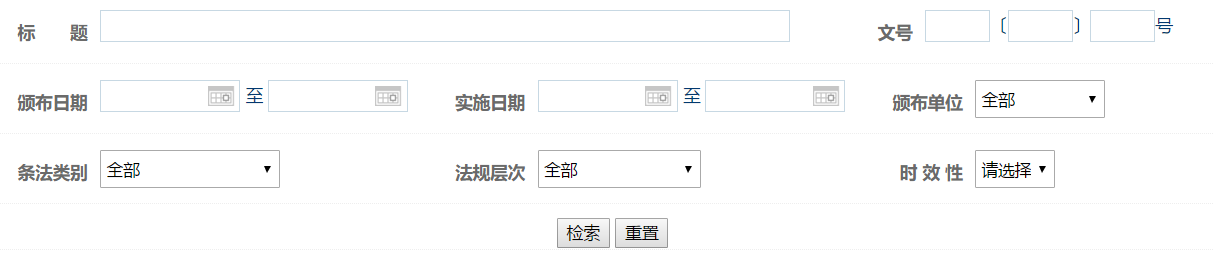 标 题 文号 〔 〕 号
颁布日期 至 实施日期 至 颁布单位 全部
条法类别 全部 法规层次 全部 时 效 性 请选择
检索 重置